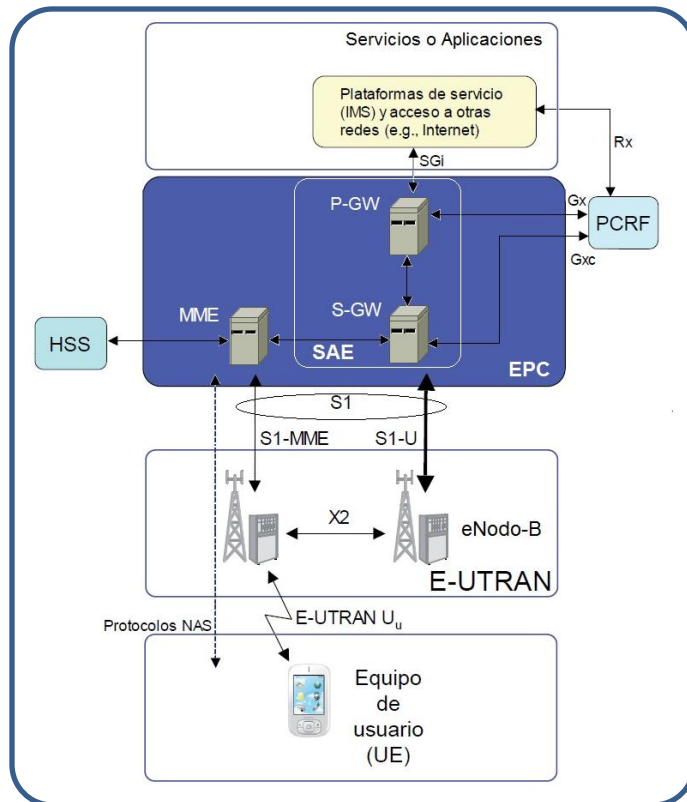 Servicios o Aplicaciones
Plataformas de servicio
(IMS) y acceso a otras
redes (e.g., Internet)
Rx
SGi
P-GW
Gx
PCRF
Gxc
MME
S-GW
HSS
SAE
EPC
S1
S1-MME
S1-U
X2
eNodo-B
E-UTRAN
E-UTRAN Uu
Protocolos NAS
Equipo
de
usuario
(UE)